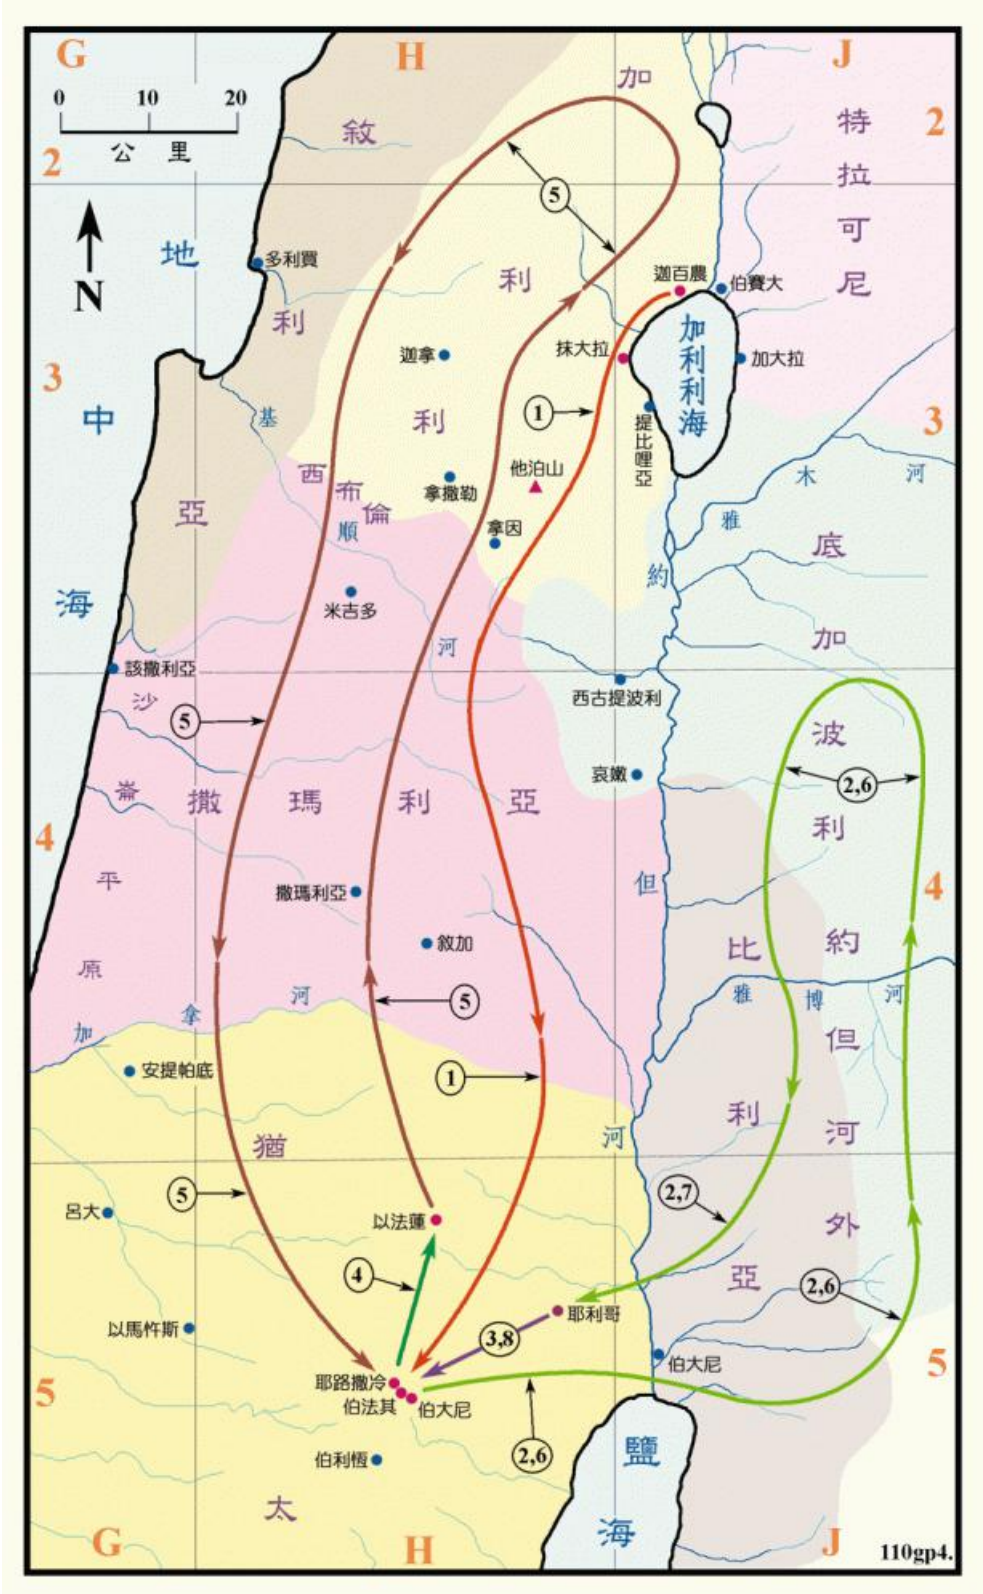 G H J
0 10 20
公里
2 2
N
加
敘
特拉可尼
地
多利買
利
利
迦百農
伯賽大
加利利海
抹大拉
加大拉
迦拿
3 3
中
基
利
1
提比哩亞
西布倫
拿撒勒
他泊山
木
河
亞
順
拿因
雅
底
海
米吉多
約
河
加
該撒利亞
沙
西古提波利
5
5
波
哀嫩
2,6
崙
撒瑪利亞
利
4 4
平
撒瑪利亞
但
敘加
比
約
原
河
5
雅博河
拿
加
但
安提帕底
1
猶
利
河
河
5
呂大
以法蓮
2,7
外
4
亞
2,6
以馬忤斯
耶利哥
3,8
伯大尼
5 5
耶路撒冷
伯法其
伯大尼
2,6
伯利恆
鹽海
太
G H J
110gp4.